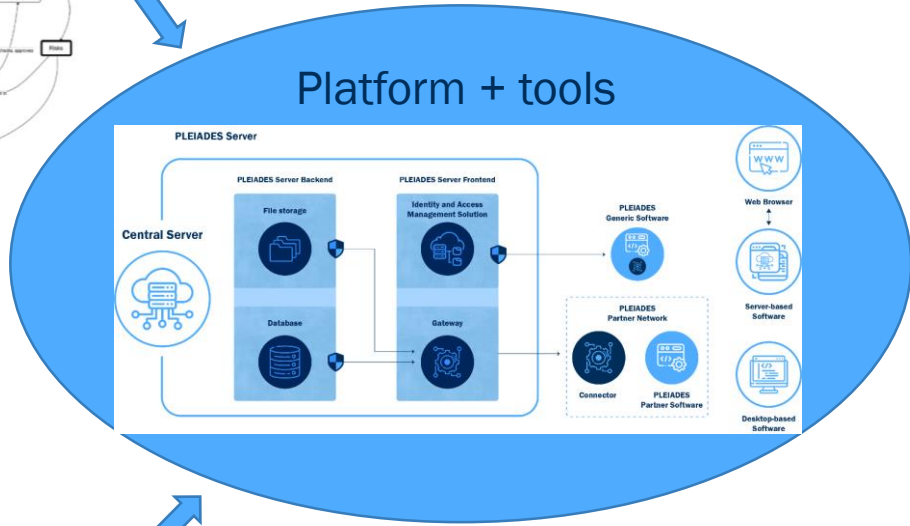 Risks
Platform + tools
PLEIADES Server
PLEIADES Server Backend
PLEIADES Server Frontend
File storage
Identity and Access
Management Solution
Central Server
Database
Gateway
PLEIADES
Generic Software
PLEIADES
Partner Network
Connector
PLEIADES
Partner Software
www
Web Browser
Server-based
Software
Desktop-based
Software